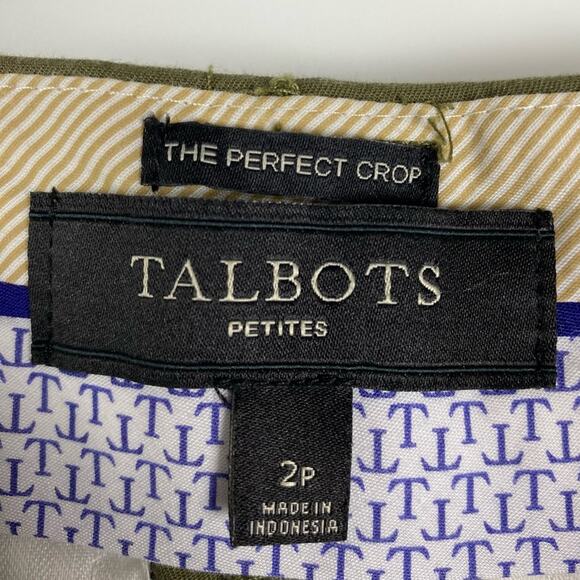 THE PERFECT CROP
TALBOTS
PETITES
2P
MADE IN
INDONESIA